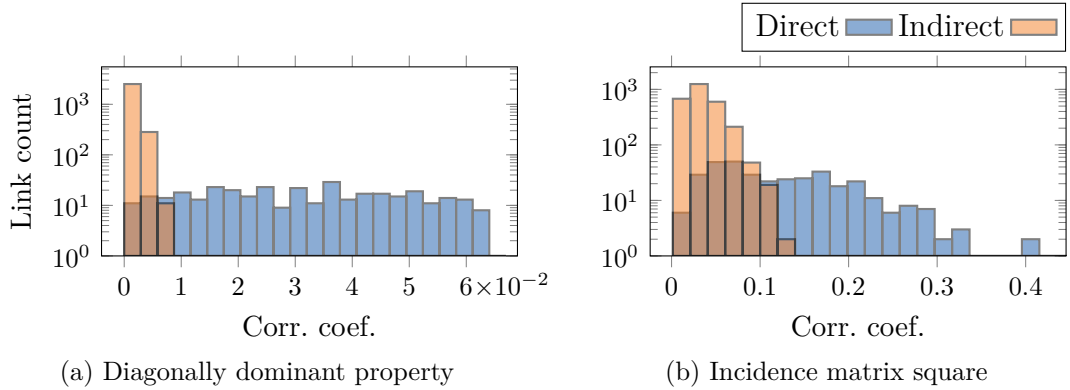 Direct Indirect
Link count
10^3
10^2
10^1
10^0
0 1 2 3 4 5 6×10^−2
Corr. coef.
(a) Diagonally dominant property
10^3
10^2
10^1
10^0
0 0.1 0.2 0.3 0.4
Corr. coef.
(b) Incidence matrix square